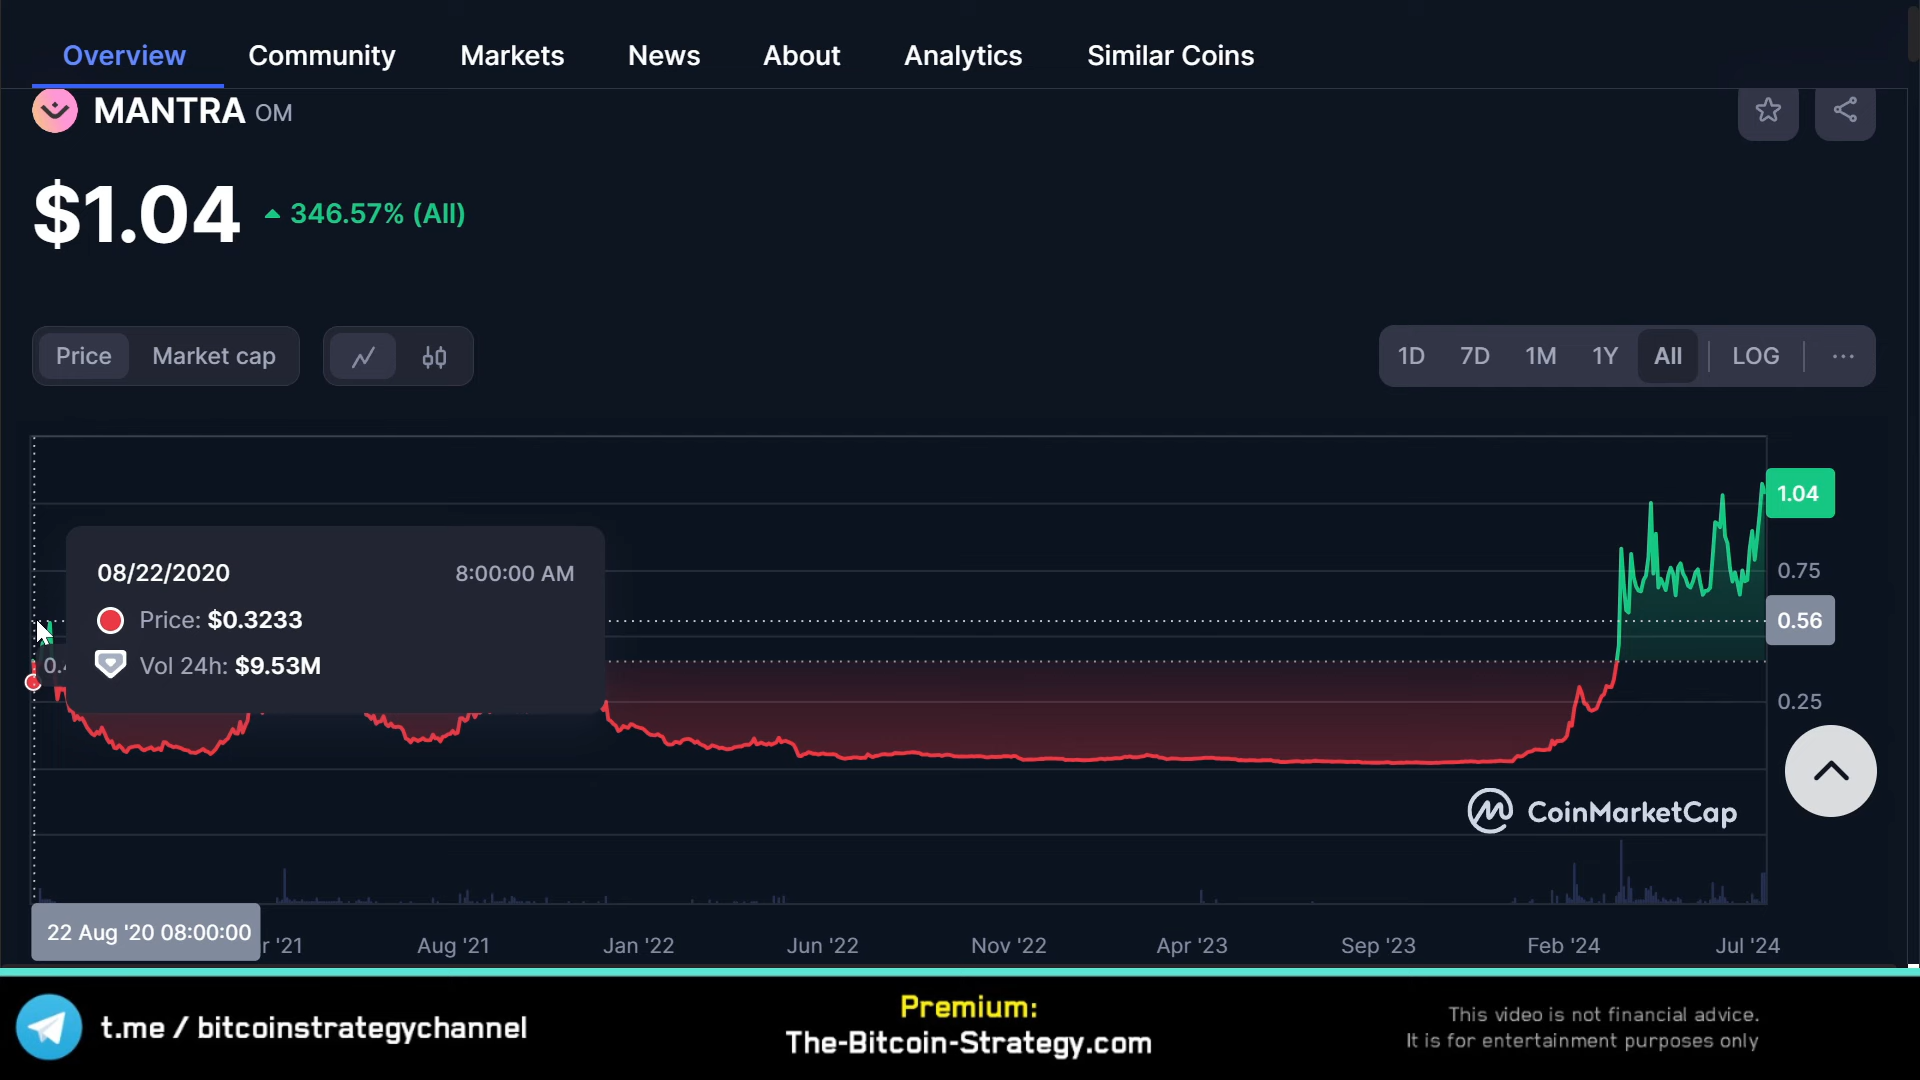 Overview Community Markets News About Analytics Similar Coins
MANTRA OM
$1.04 346.57% (All)
Price Market cap
1D 7D 1M 1Y All LOG ...
1.04
0.75
0.56
0.25
08/22/2020 8:00:00 AM
Price: $0.3233
Vol 24h: $9.53M
CoinMarketCap
22 Aug '20 08:00:00
'21 Aug '21 Jan '22 Jun '22 Nov '22 Apr '23 Sep '23 Feb '24 Jul '24
t.me / bitcoinstrategychannel
Premium:
The-Bitcoin-Strategy.com
This video is not financial advice.
It is for entertainment purposes only